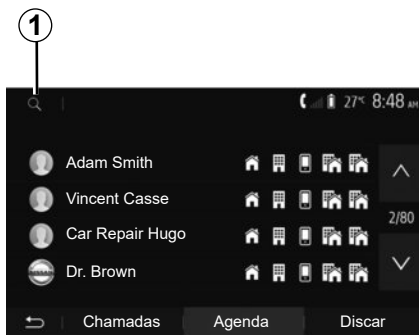 1
27°C 8:48 AM
Adam Smith
Vincent Casse
2/80
Car Repair Hugo
NISSAN Dr. Brown
Chamadas Agenda Discar